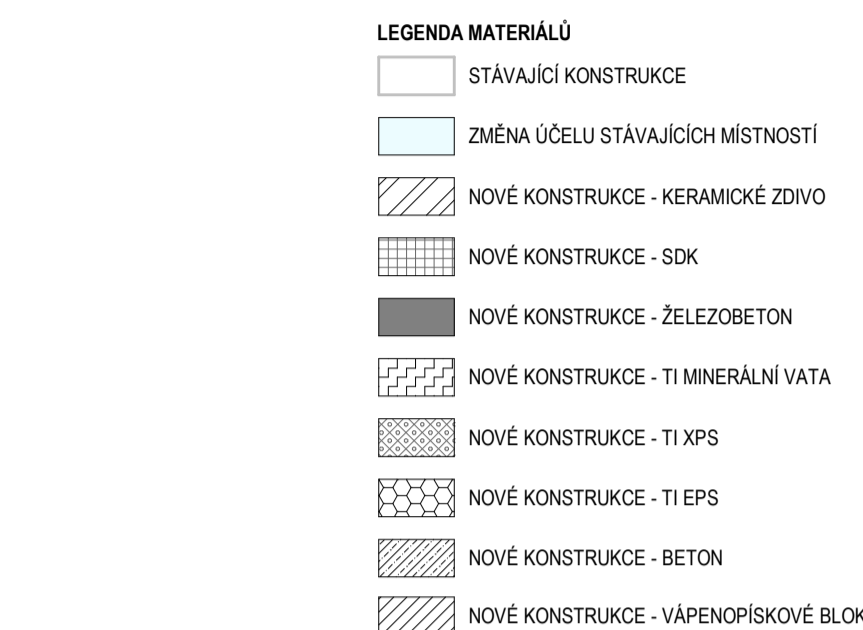 LEGENDA MATERIÁLŮ
STÁVAJÍCÍ KONSTRUKCE
ZMĚNA ÚČELU STÁVAJÍCÍCH MÍSTNOSTÍ
NOVÉ KONSTRUKCE - KERAMICKÉ ZDIVO
NOVÉ KONSTRUKCE - SDK
NOVÉ KONSTRUKCE - ŽELEZOBETON
NOVÉ KONSTRUKCE - TI MINERÁLNÍ VATA
NOVÉ KONSTRUKCE - TI XPS
NOVÉ KONSTRUKCE - TI EPS
NOVÉ KONSTRUKCE - BETON
NOVÉ KONSTRUKCE - VÁPENOPÍSKOVÉ BLOK